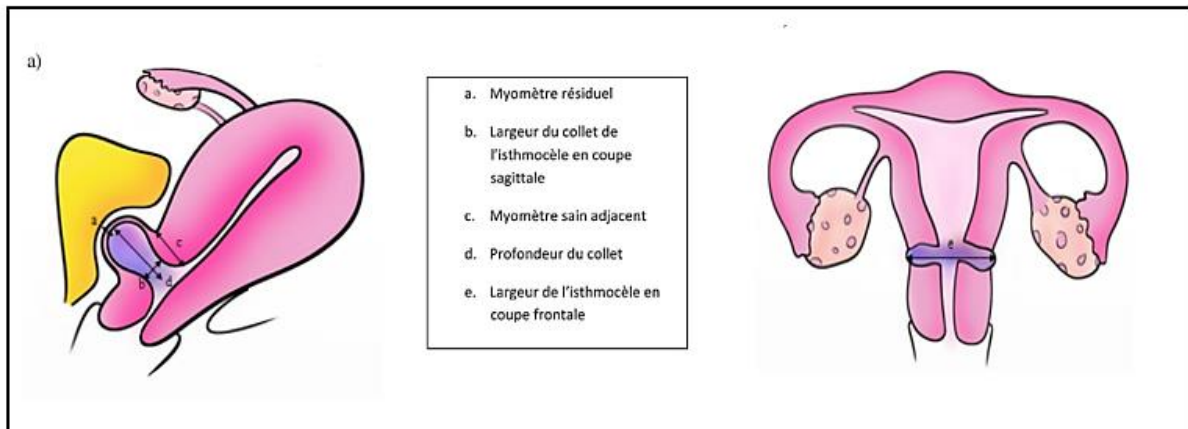 a)
a
c
b
d
a. Myomètre résiduel
b. Largeur du collet de
l'isthmocèle en coupe
sagittale
c. Myomètre sain adjacent
d. Profondeur du collet
e. Largeur de l'isthmocèle en
coupe frontale
e